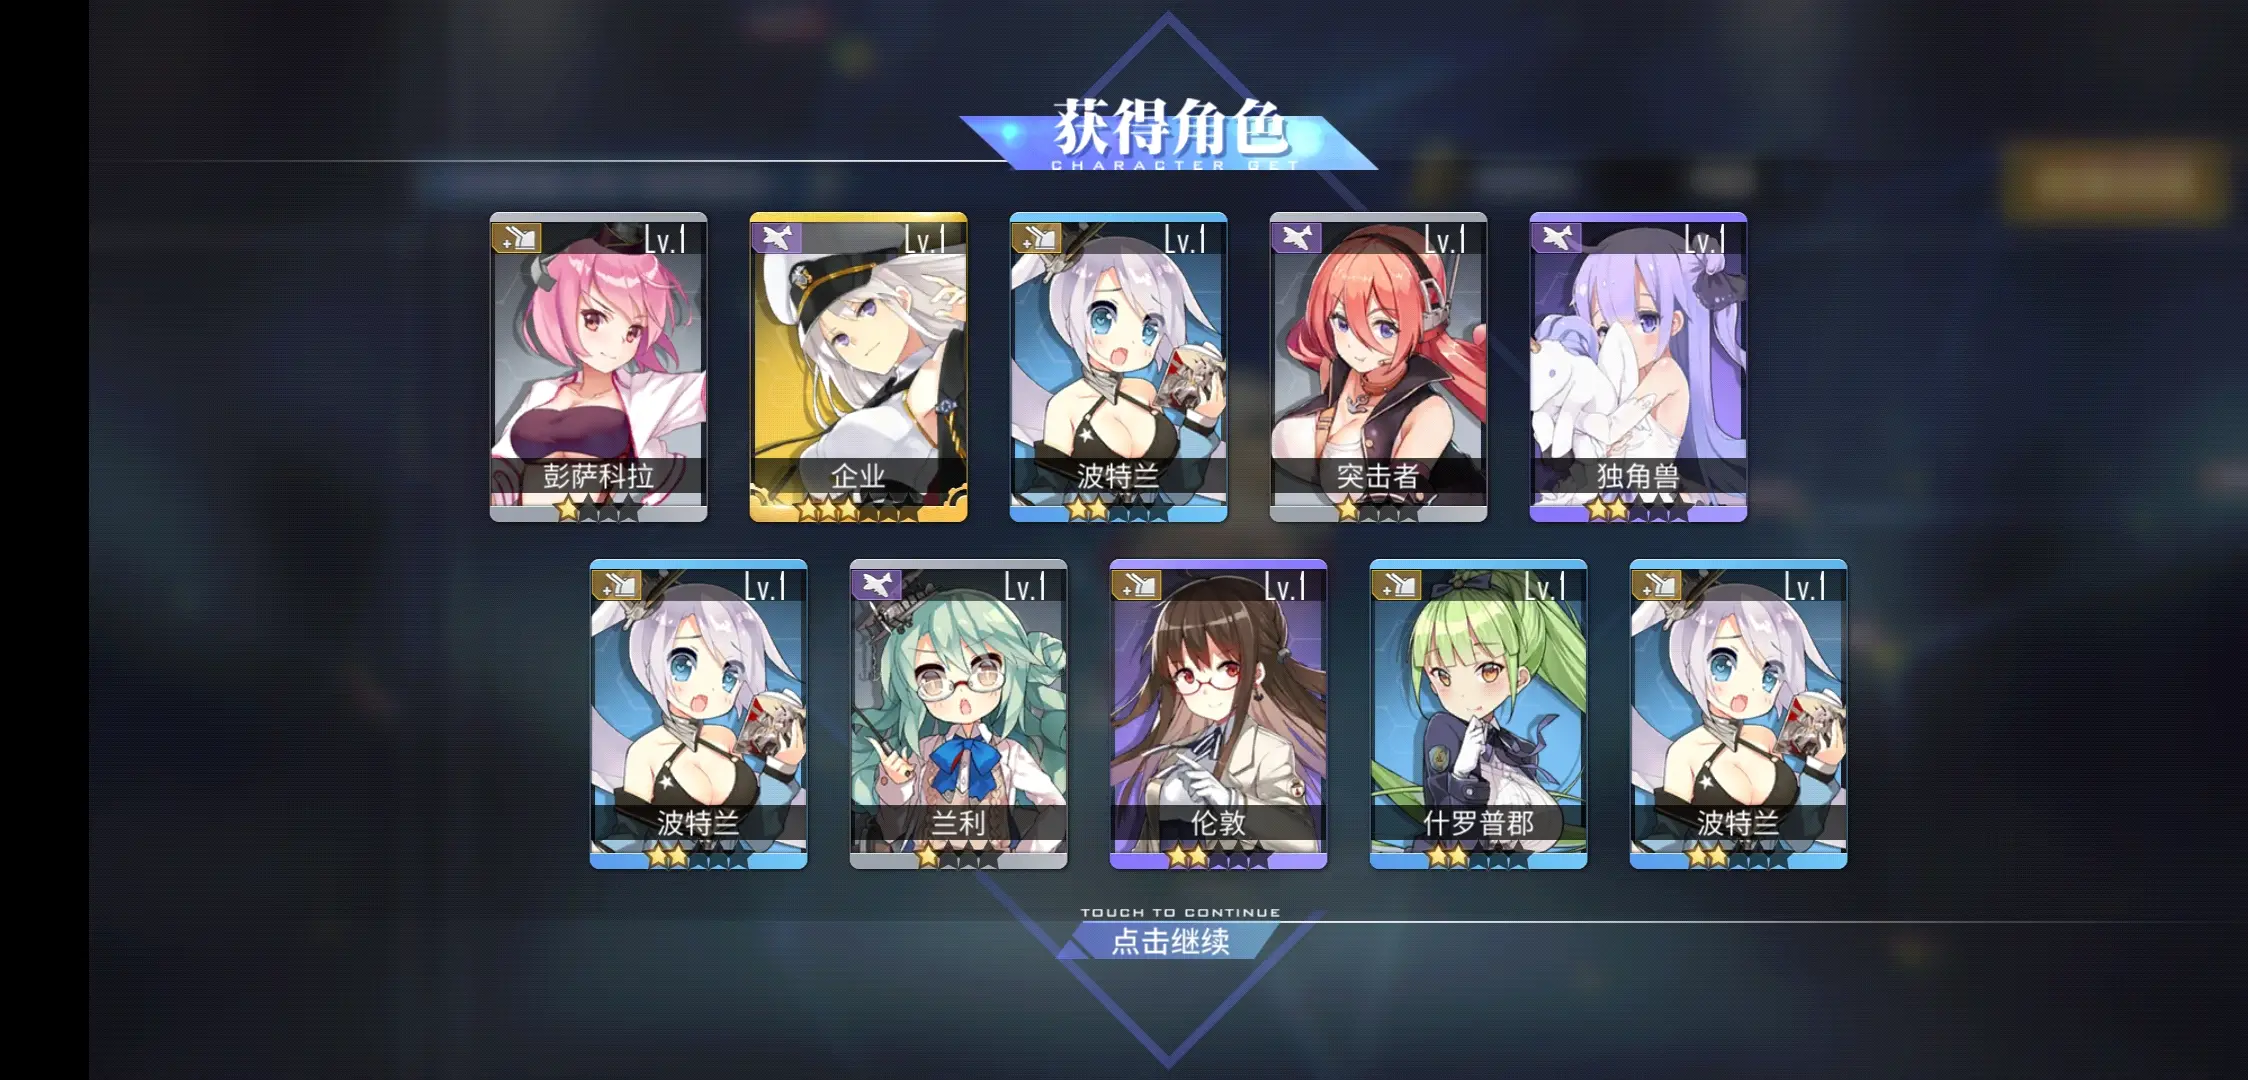 获得角色
CHARACTER GET
Lv.1
Lv.1
Lv.1
Lv.1
Lv.1
彭萨科拉
企业
波特兰
突击者
独角兽
Lv.1
Lv.1
Lv.1
Lv.1
Lv.1
波特兰
兰利
伦敦
什罗普郡
波特兰
TOUCH TO CONTINUE
点击继续